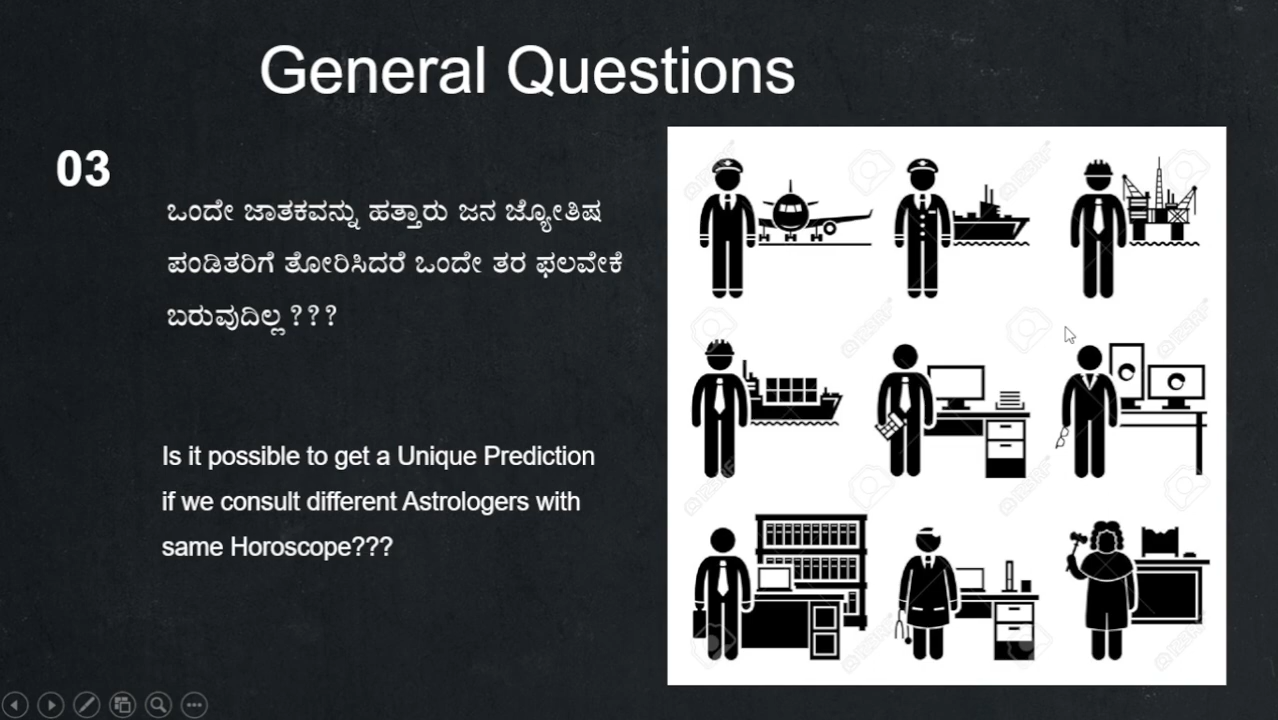 General Questions
03
ಒಂದೇ ಜಾತಕವನ್ನು ಹತ್ತಾರು ಜನ ಜ್ಯೋತಿಷ
ಪಂಡಿತರಿಗೆ ತೋರಿಸಿದರೆ ಒಂದೇ ತರ ಫಲವೇಕೆ
ಬರುವುದಿಲ್ಲ ???
Is it possible to get a Unique Prediction
if we consult different Astrologers with
same Horoscope???